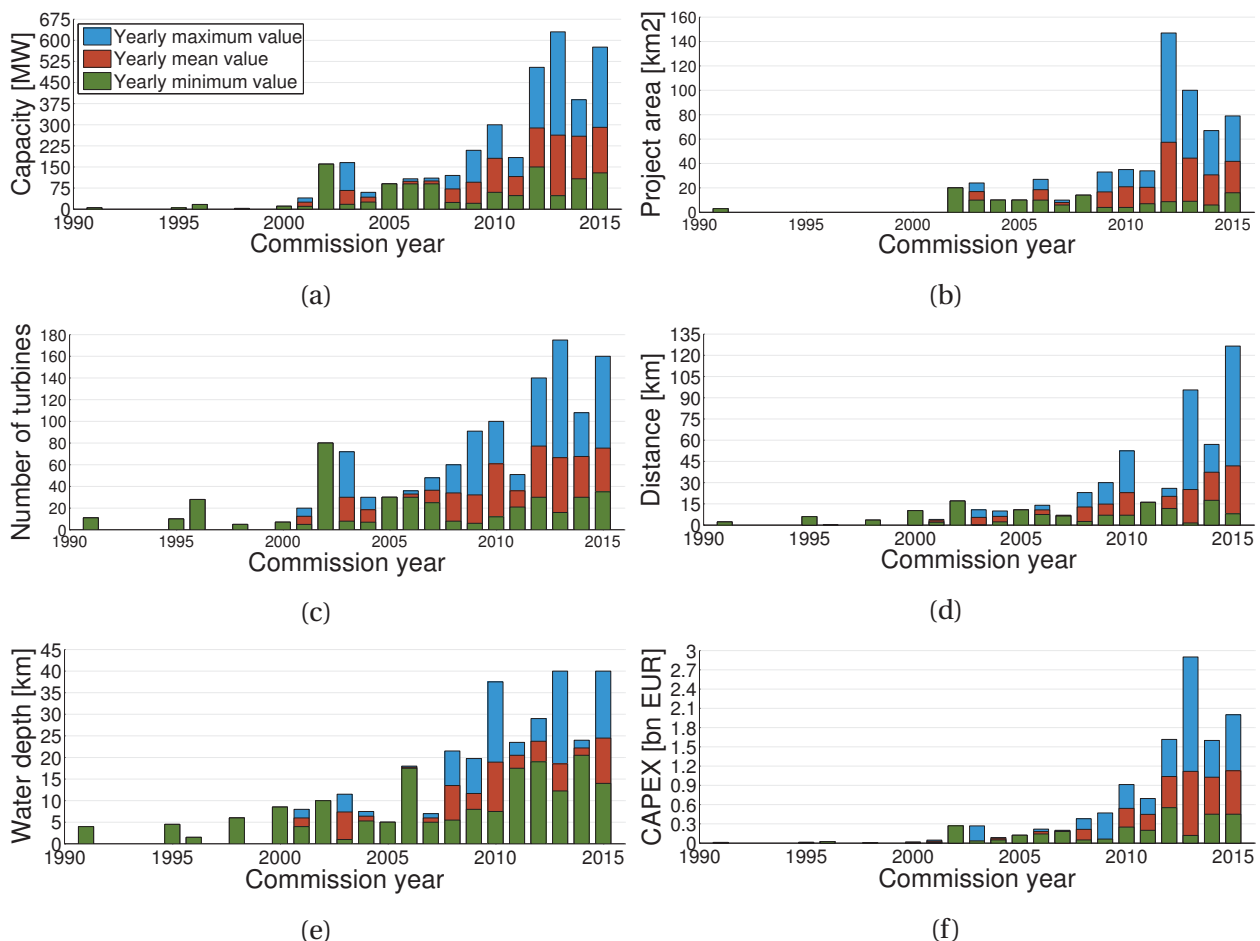 675
600
525
450
375
300
225
150
75
0
Capacity [MW]
Yearly maximum value
Yearly mean value
Yearly minimum value
1990 1995 2000 2005 2010 2015
Commission year
(a)
160
140
120
100
80
60
40
20
0
Project area [km2]
1990 1995 2000 2005 2010 2015
Commission year
(b)
180
160
140
120
100
80
60
40
20
0
Number of turbines
1990 1995 2000 2005 2010 2015
Commission year
(c)
135
120
105
90
75
60
45
30
15
0
Distance [km]
1990 1995 2000 2005 2010 2015
Commission year
(d)
45
40
35
30
25
20
15
10
5
0
Water depth [km]
1990 1995 2000 2005 2010 2015
Commission year
(e)
3
2.7
2.4
2.1
1.8
1.5
1.2
0.9
0.6
0.3
0
CAPEX [bn EUR]
1990 1995 2000 2005 2010 2015
Commission year
(f)